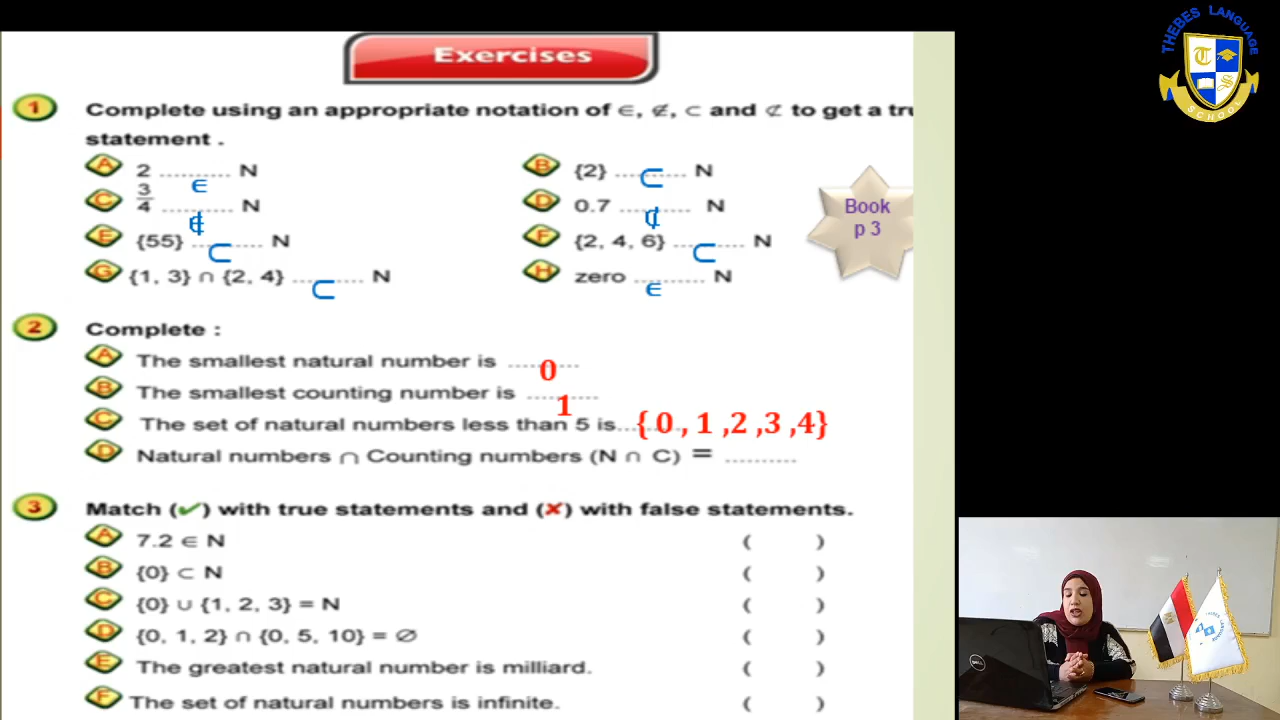 THEBES LANGUAGE
SCHOOL
Exercises
1 Complete using an appropriate notation of ∈, ∉, ⊂ and ⊄ to get a tru
statement .
A 2 .......... N ∈
B {2} .......... N ⊂
C 3/4 .......... N ∉
D 0.7 .......... N ⊄
E {55} .......... N ⊂
F {2, 4, 6} .......... N ⊂
G {1, 3} ∩ {2, 4} .......... N ⊂
H zero .......... N ∈
Book
p 3
2 Complete :
A The smallest natural number is .......... 0
B The smallest counting number is .......... 1
C The set of natural numbers less than 5 is... { 0 , 1 ,2 ,3 ,4}
D Natural numbers ∩ Counting numbers (N ∩ C) = ..........
3 Match (✔) with true statements and (✘) with false statements.
A 7.2 ∈ N ( )
B {0} ⊂ N ( )
C {0} ∪ {1, 2, 3} = N ( )
D {0, 1, 2} ∩ {0, 5, 10} = ∅ ( )
E The greatest natural number is milliard. ( )
F The set of natural numbers is infinite. ( )